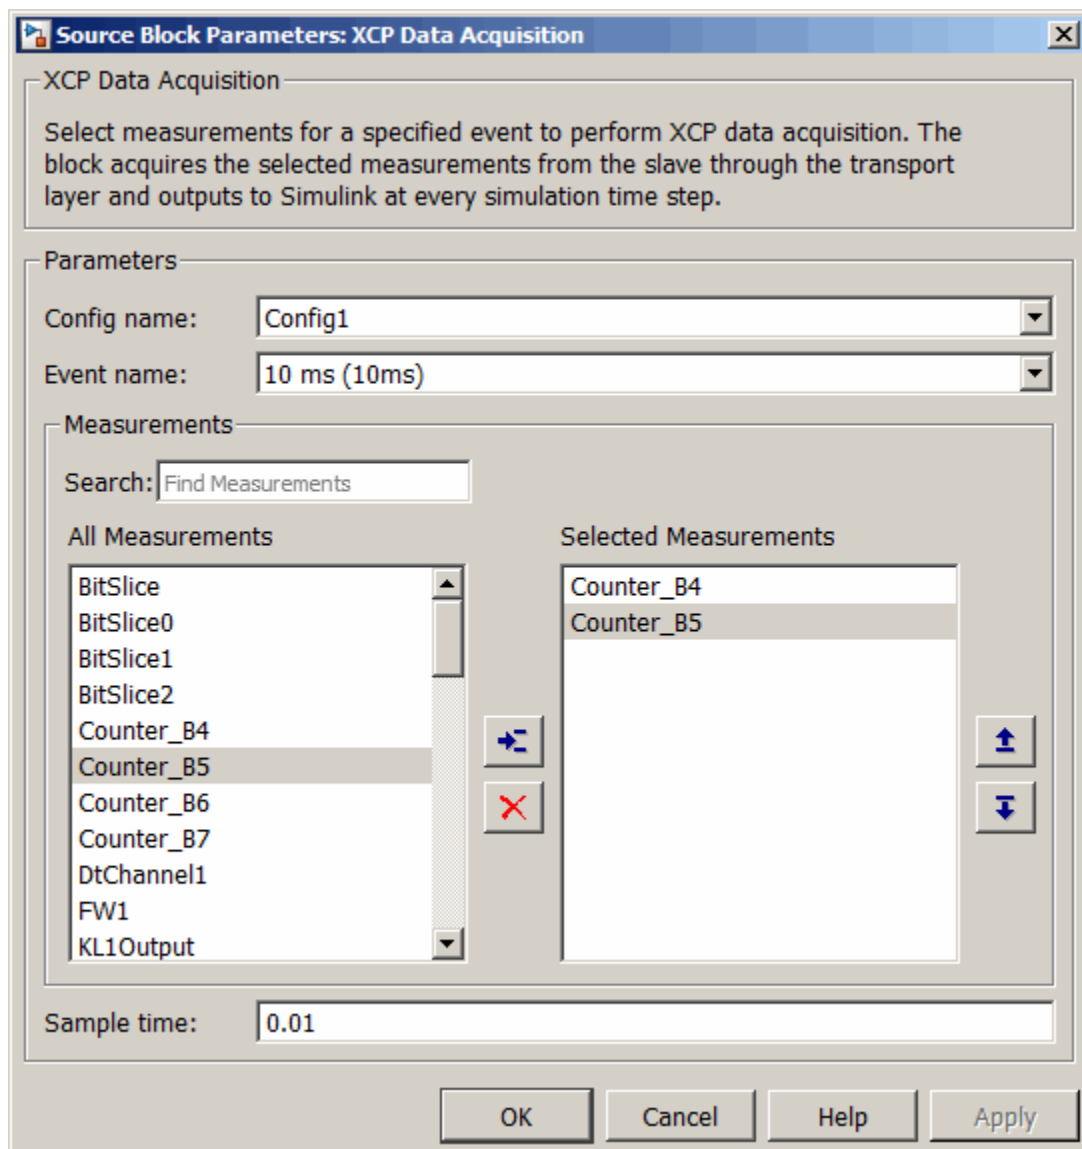 Source Block Parameters: XCP Data Acquisition
XCP Data Acquisition
Select measurements for a specified event to perform XCP data acquisition. The
block acquires the selected measurements from the slave through the transport
layer and outputs to Simulink at every simulation time step.
Parameters
Config name: Config1
Event name: 10 ms (10ms)
Measurements
Search: Find Measurements
All Measurements
BitSlice
BitSlice0
BitSlice1
BitSlice2
Counter_B4
Counter_B5
Counter_B6
Counter_B7
DtChannel1
FW1
KL1Output
Selected Measurements
Counter_B4
Counter_B5
Sample time: 0.01
OK Cancel Help Apply